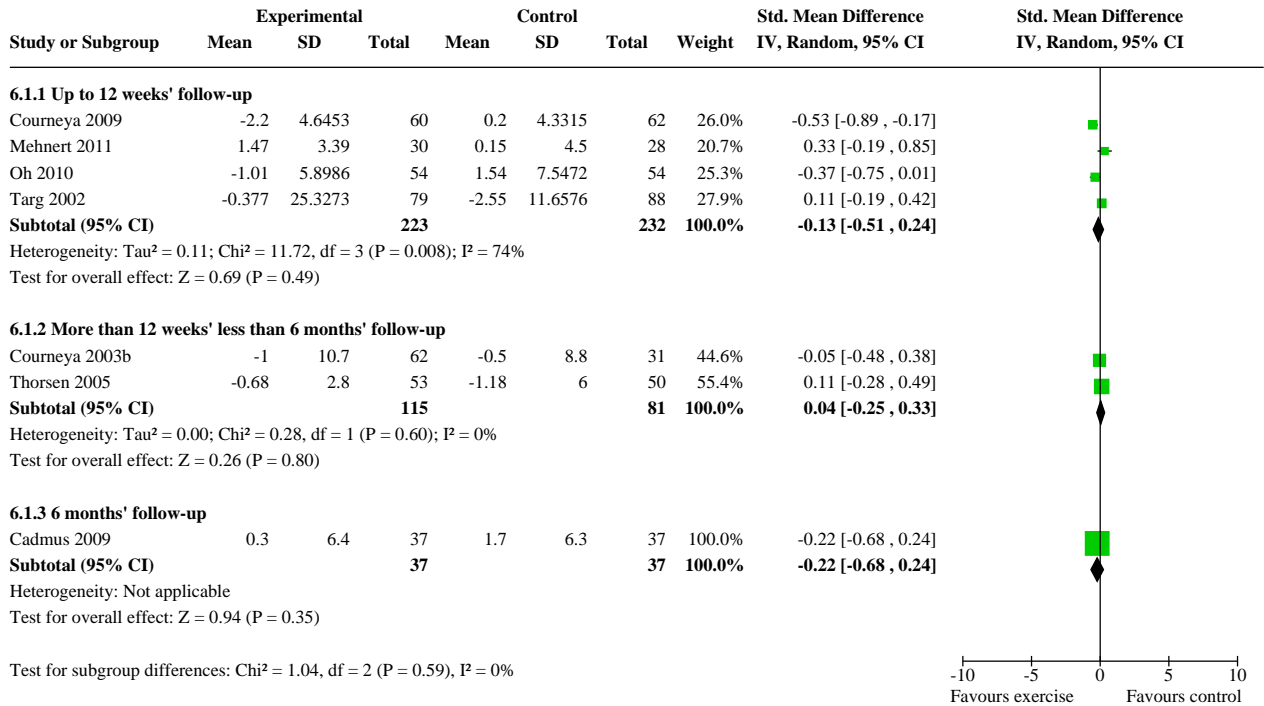 Experimental Control Std. Mean Difference Std. Mean Difference
Study or Subgroup Mean SD Total Mean SD Total Weight IV, Random, 95% CI IV, Random, 95% CI
6.1.1 Up to 12 weeks' follow-up
Courneya 2009 -2.2 4.6453 60 0.2 4.3315 62 26.0% -0.53 [-0.89 , -0.17]
Mehnert 2011 1.47 3.39 30 0.15 4.5 28 20.7% 0.33 [-0.19 , 0.85]
Oh 2010 -1.01 5.8986 54 1.54 7.5472 54 25.3% -0.37 [-0.75 , 0.01]
Targ 2002 -0.377 25.3273 79 -2.55 11.6576 88 27.9% 0.11 [-0.19 , 0.42]
Subtotal (95% CI) 223 232 100.0% -0.13 [-0.51 , 0.24]
Heterogeneity: Tau² = 0.11; Chi² = 11.72, df = 3 (P = 0.008); I² = 74%
Test for overall effect: Z = 0.69 (P = 0.49)
6.1.2 More than 12 weeks' less than 6 months' follow-up
Courneya 2003b -1 10.7 62 -0.5 8.8 31 44.6% -0.05 [-0.48 , 0.38]
Thorsen 2005 -0.68 2.8 53 -1.18 6 50 55.4% 0.11 [-0.28 , 0.49]
Subtotal (95% CI) 115 81 100.0% 0.04 [-0.25 , 0.33]
Heterogeneity: Tau² = 0.00; Chi² = 0.28, df = 1 (P = 0.60); I² = 0%
Test for overall effect: Z = 0.26 (P = 0.80)
6.1.3 6 months' follow-up
Cadmus 2009 0.3 6.4 37 1.7 6.3 37 100.0% -0.22 [-0.68 , 0.24]
Subtotal (95% CI) 37 37 100.0% -0.22 [-0.68 , 0.24]
Heterogeneity: Not applicable
Test for overall effect: Z = 0.94 (P = 0.35)
Test for subgroup differences: Chi² = 1.04, df = 2 (P = 0.59), I² = 0%
-10 -5 0 5 10
Favours exercise Favours control